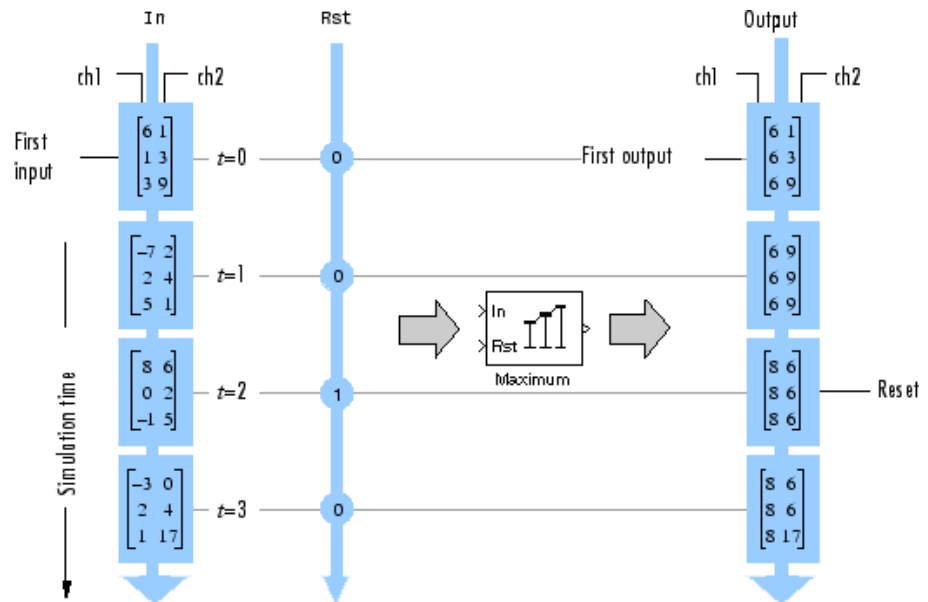 In Rst Output
ch1 ch2 ch1 ch2
First input
6 1
1 3
3 9
t=0
0
First output
6 1
6 3
6 9
-7 2
2 4
5 1
t=1
0
6 9
6 9
6 9
In
Rst
Maximum
Simulation time
8 6
0 2
-1 5
t=2
1
8 6
8 6
8 6
Reset
-3 0
2 4
1 17
t=3
0
8 6
8 6
8 17